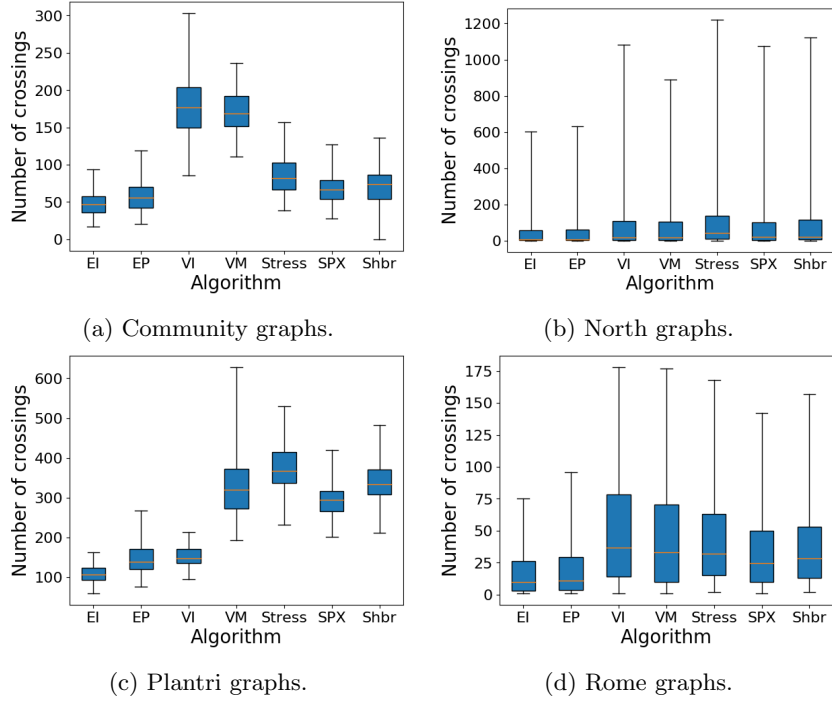 Number of crossings
300
250
200
150
100
50
0
EI EP VI VM Stress SPX Shbr
Algorithm
(a) Community graphs.
Number of crossings
1200
1000
800
600
400
200
0
EI EP VI VM Stress SPX Shbr
Algorithm
(b) North graphs.
Number of crossings
600
500
400
300
200
100
EI EP VI VM Stress SPX Shbr
Algorithm
(c) Plantri graphs.
Number of crossings
175
150
125
100
75
50
25
0
EI EP VI VM Stress SPX Shbr
Algorithm
(d) Rome graphs.